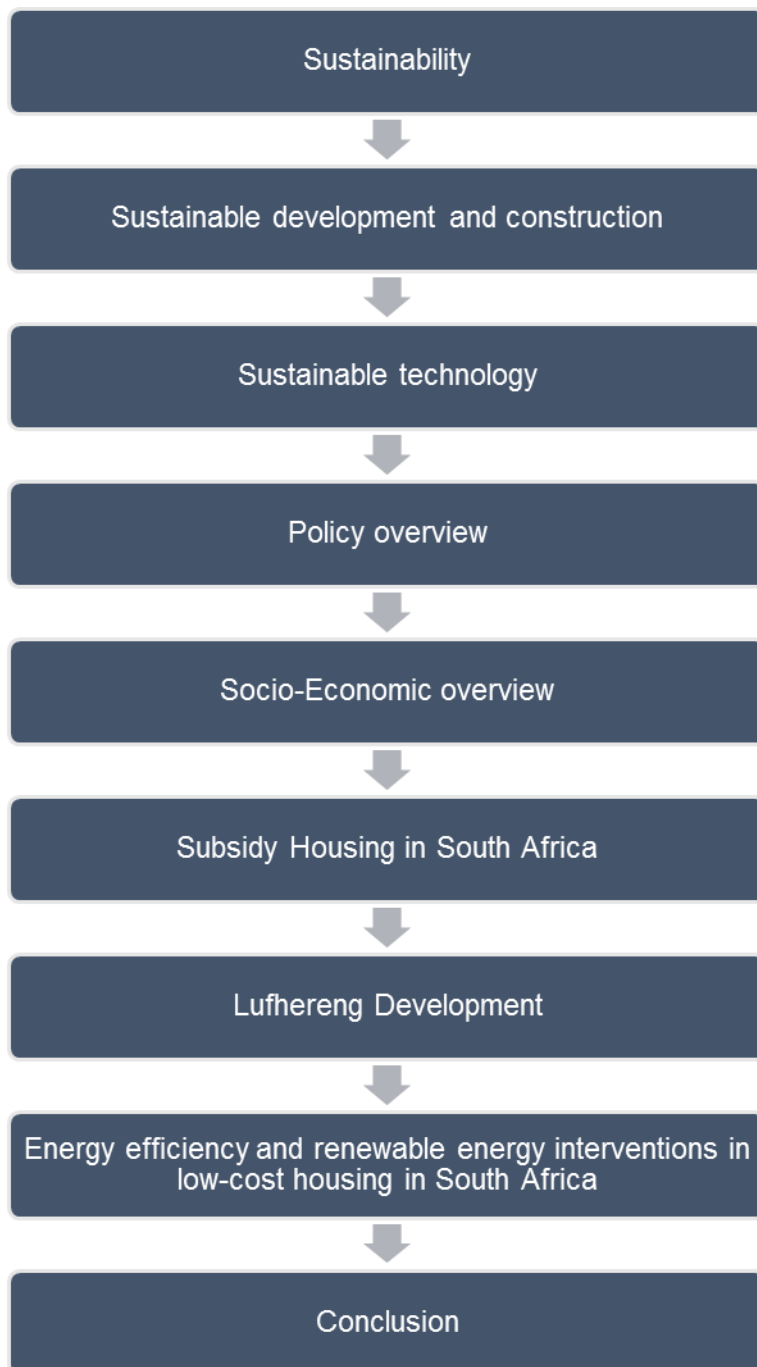 Sustainability
Sustainable development and construction
Sustainable technology
Policy overview
Socio-Economic overview
Subsidy Housing in South Africa
Lufhereng Development
Energy efficiency and renewable energy interventions in
low-cost housing in South Africa
Conclusion